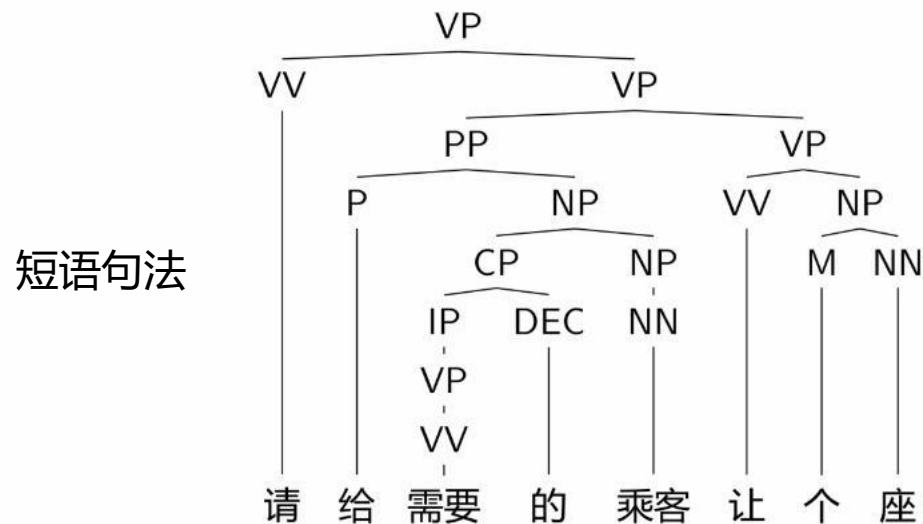 VP
VV VP
PP VP
P NP VV NP
短语句法 CP NP M NN
IP DEC NN
VP
VV
请 给 需要 的 乘客 让 个 座